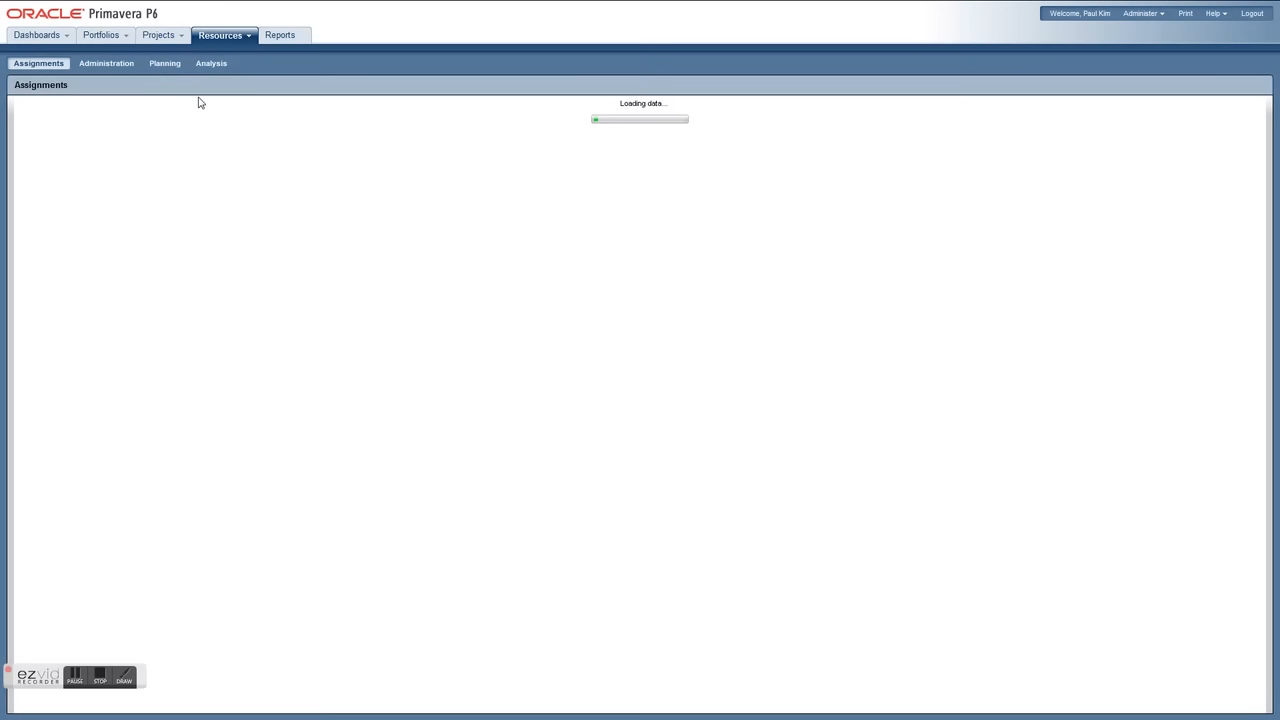 ORACLE Primavera P6
Welcome, Paul Kim Administer Print Help Logout
Dashboards Portfolios Projects Resources Reports
Assignments Administration Planning Analysis
Assignments
Loading data...
ezvid
RECORDER
PAUSE STOP DRAW